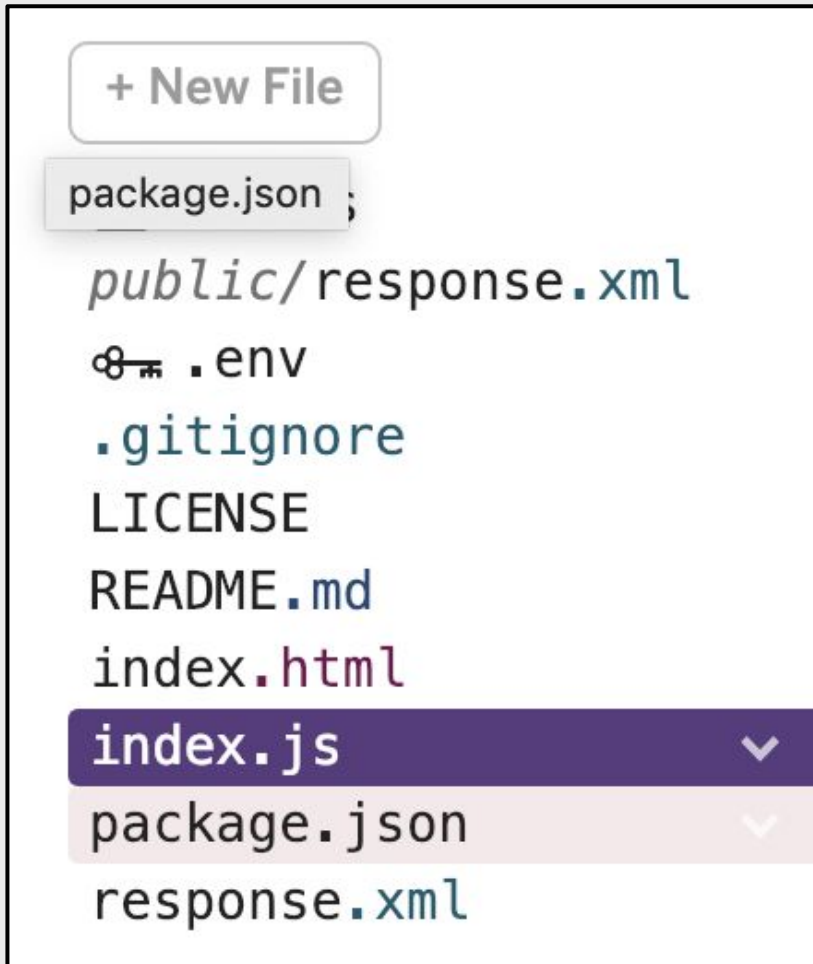 + New File
package.json s
public/response.xml
.env
.gitignore
LICENSE
README.md
index.html
index.js
package.json
response.xml